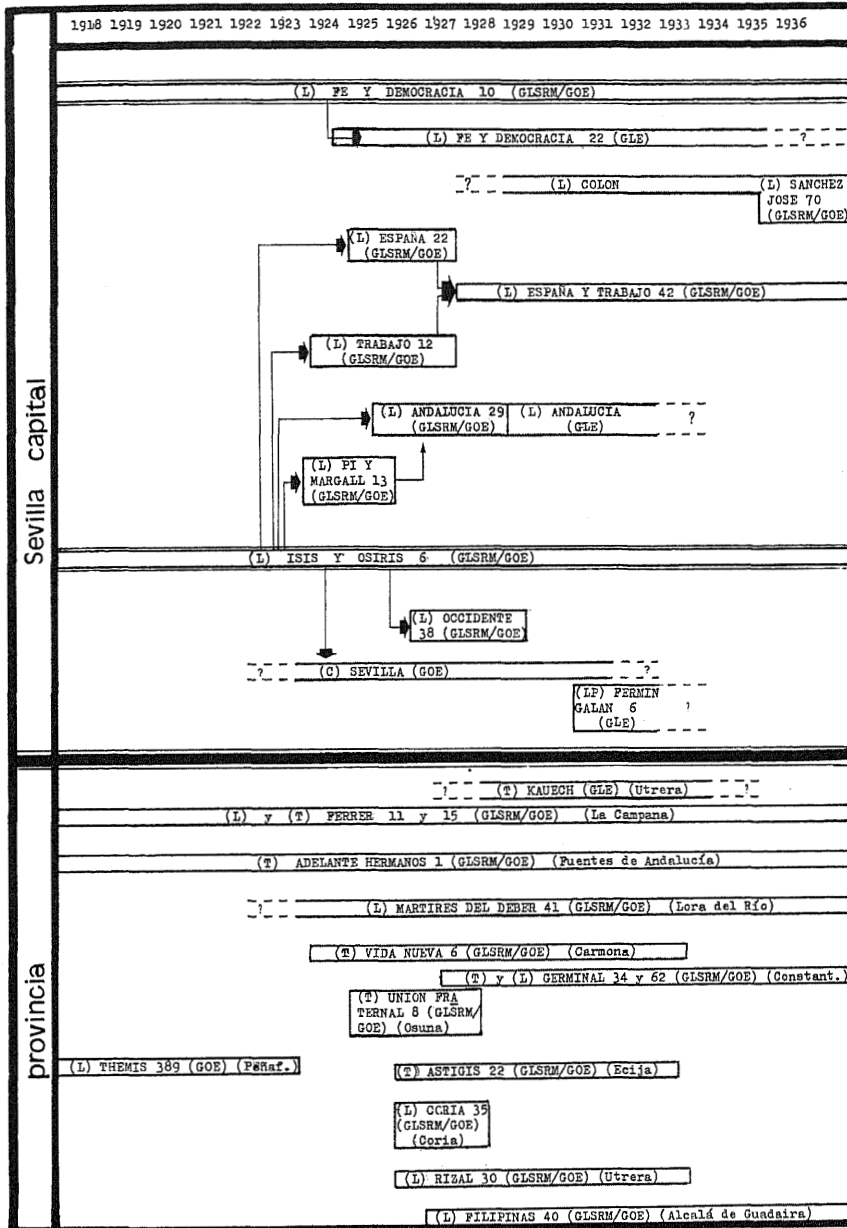 1918 1919 1920 1921 1922 1923 1924 1925 1926 1927 1928 1929 1930 1931 1932 1933 1934 1935 1936
Sevilla capital
(L) FE Y DEMOCRACIA 10 (GLSRM/GOE)
(L) FE Y DEMOCRACIA 22 (GLE) ?
? (L) COLON
(L) SANCHEZ
JOSE 70
(GLSRM/GOE)
(L) ESPAÑA 22
(GLSRM/GOE)
(L) ESPAÑA Y TRABAJO 42 (GLSRM/GOE)
(L) TRABAJO 12
(GLSRM/GOE)
(L) ANDALUCIA 29
(GLSRM/GOE)
(L) ANDALUCIA
(GLE)
?
(L) PI Y
MARGALL 13
(GLSRM/GOE)
(L) ISIS Y OSIRIS 6 (GLSRM/GOE)
(L) OCCIDENTE
38 (GLSRM/GOE)
? (C) SEVILLA (GOE) ?
(LP) FERMIN
GALAN 6 ?
(GLE)
provincia
? (T) KAUECH (GLE) (Utrera) ?
(L) y (T) FERRER 11 y 15 (GLSRM/GOE) (La Campana)
(T) ADELANTE HERMANOS 1 (GLSRM/GOE) (Fuentes de Andalucía)
? (L) MARTIRES DEL DEBER 41 (GLSRM/GOE) (Lora del Río)
(T) VIDA NUEVA 6 (GLSRM/GOE) (Carmona)
(T) y (L) GERMINAL 34 y 62 (GLSRM/GOE) (Constant.)
(T) UNION FRA
TERNAL 8 (GLSRM/
GOE) (Osuna)
(L) THEMIS 389 (GOE) (Peñaf.)
(T) ASTIGIS 22 (GLSRM/GOE) (Ecija)
(L) CORIA 35
(GLSRM/GOE)
(Coria)
(L) RIZAL 30 (GLSRM/GOE) (Utrera)
(L) FILIPINAS 40 (GLSRM/GOE) (Alcalá de Guadaira)